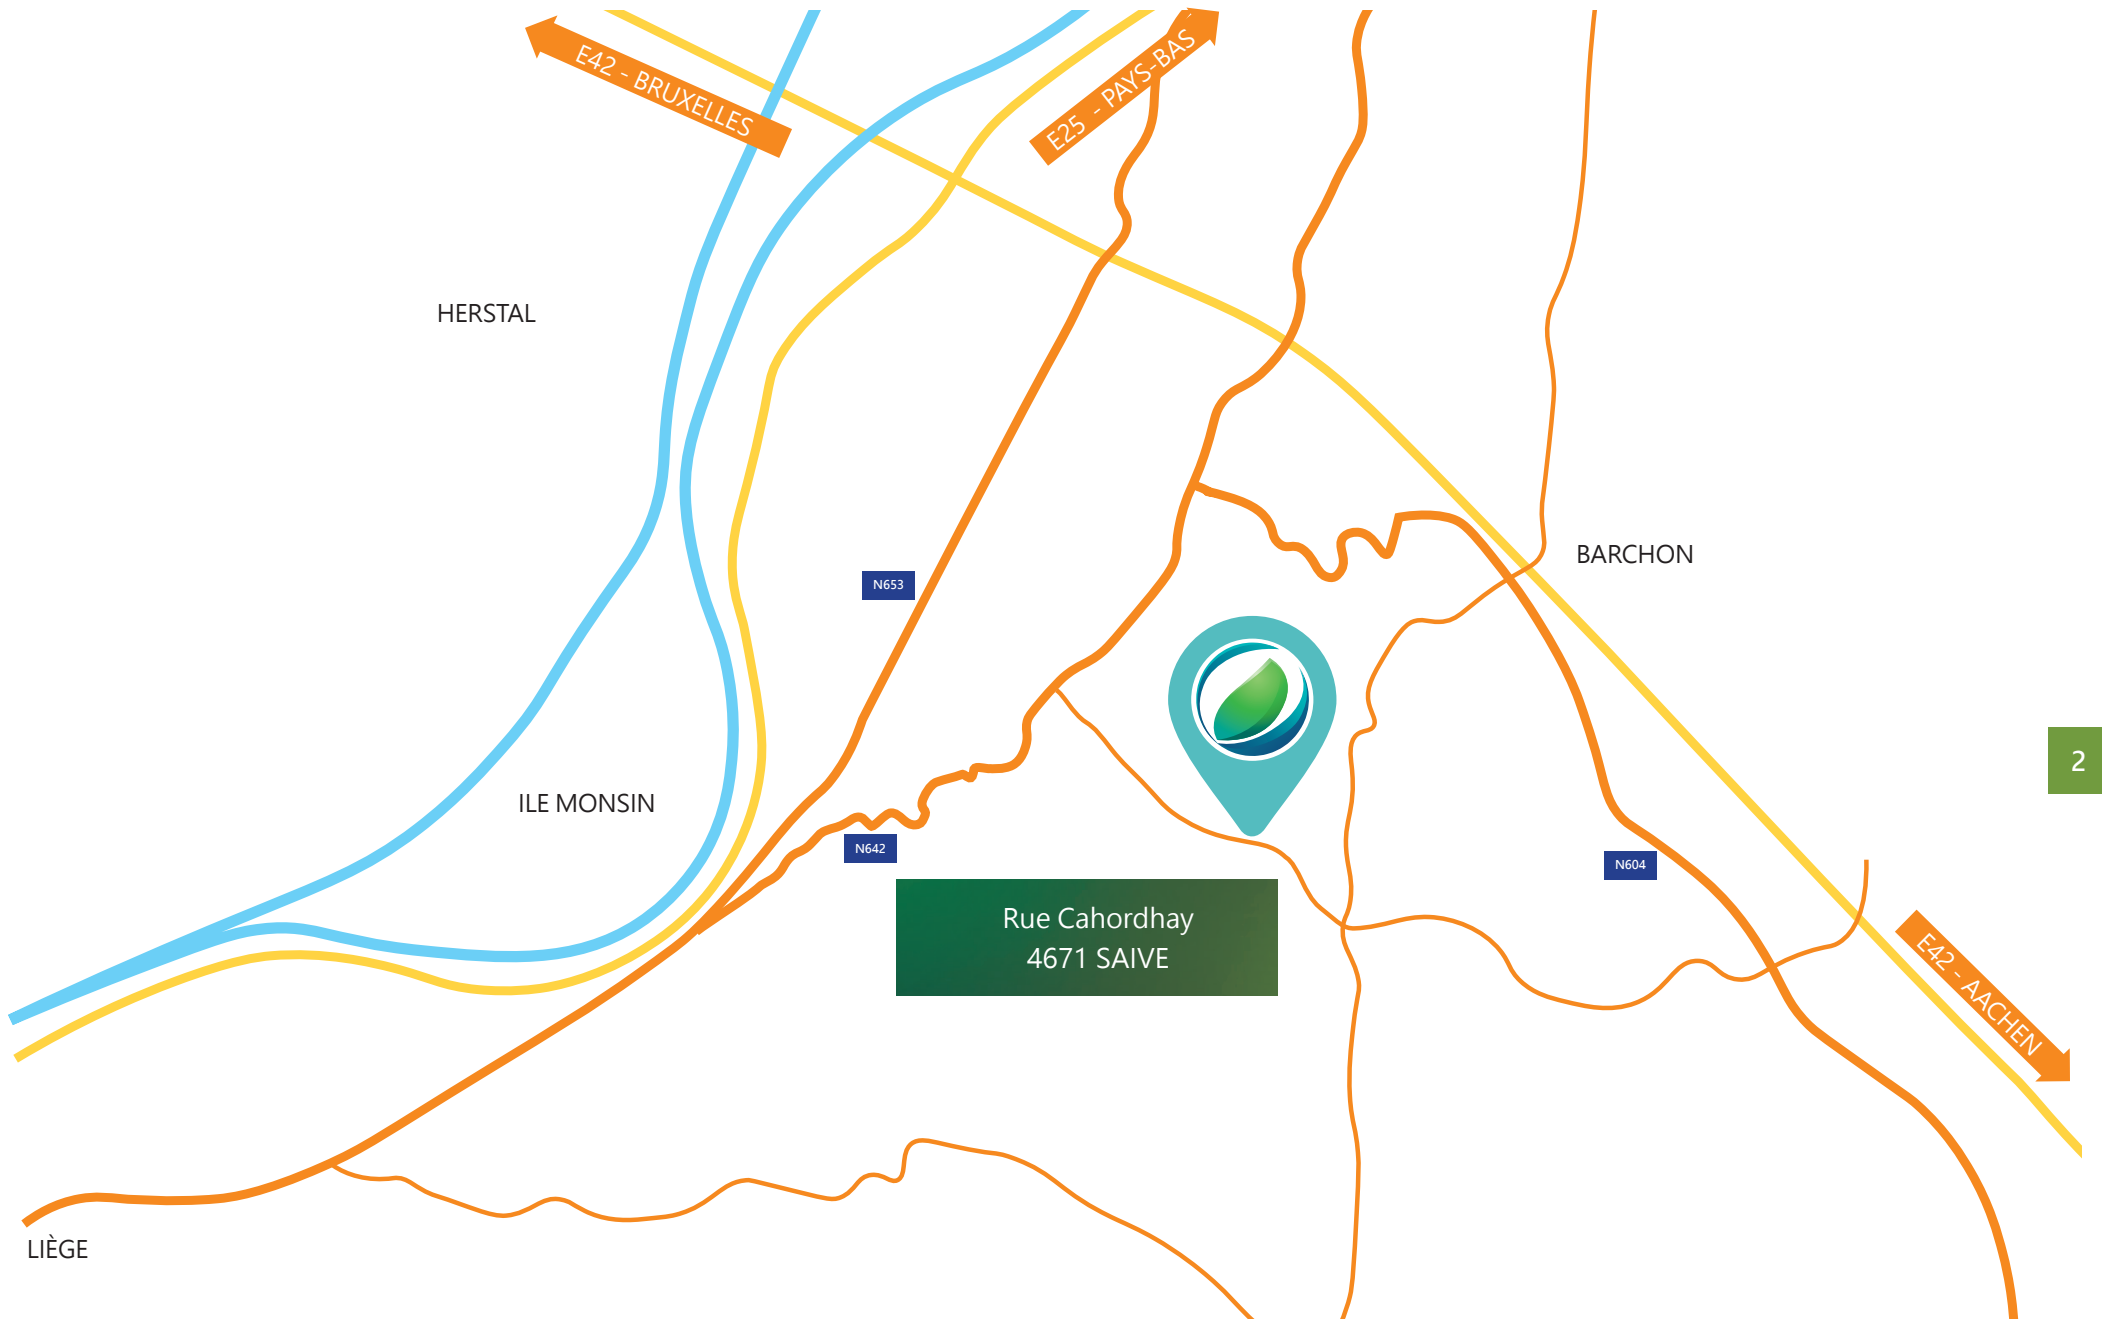 E42 - BRUXELLES
E25 - PAYS-BAS
HERSTAL
BARCHON
N653
2
ILE MONSIN
N642
N604
Rue Cahordhay
4671 SAIVE
E42 - AACHEN
LIÈGE